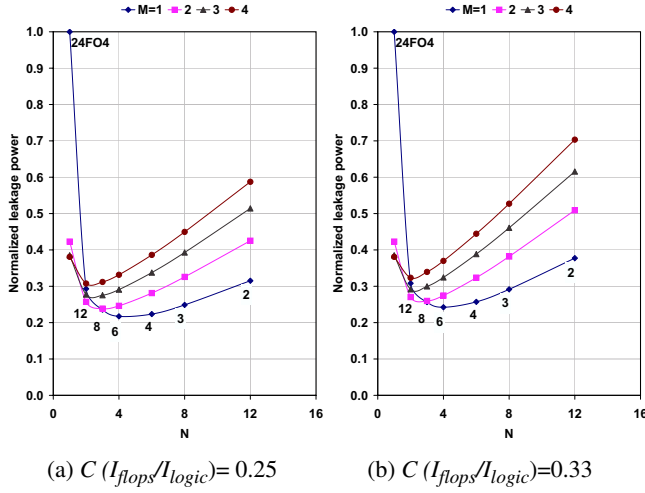 M=1 2 3 4
Normalized leakage power
1.0
0.9
0.8
0.7
0.6
0.5
0.4
0.3
0.2
0.1
0.0
24FO4
12
8
6
4
3
2
0 4 8 12 16
N
(a) C (I_flops/I_logic)= 0.25
M=1 2 3 4
Normalized leakage power
1.0
0.9
0.8
0.7
0.6
0.5
0.4
0.3
0.2
0.1
0.0
24FO4
12
8
6
4
3
2
0 4 8 12 16
N
(b) C (I_flops/I_logic)=0.33